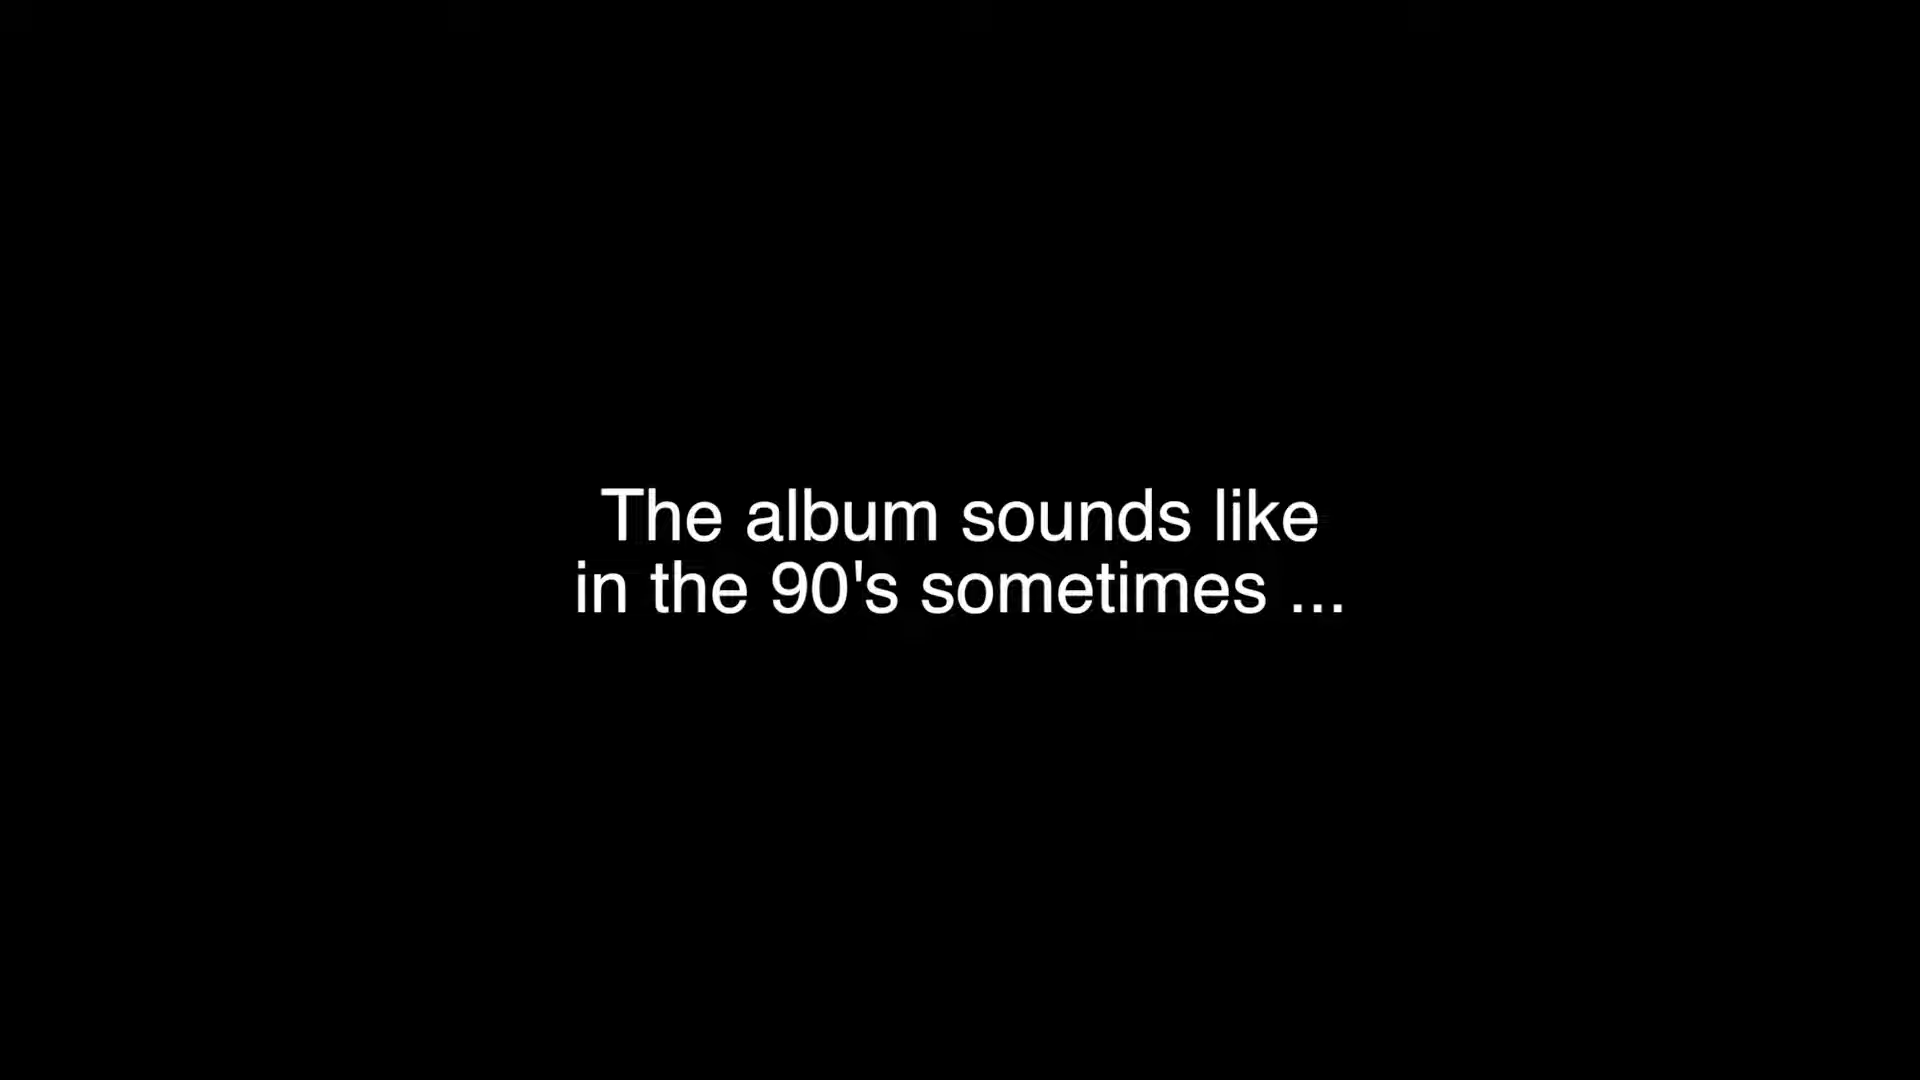 The album sounds like
in the 90's sometimes ...